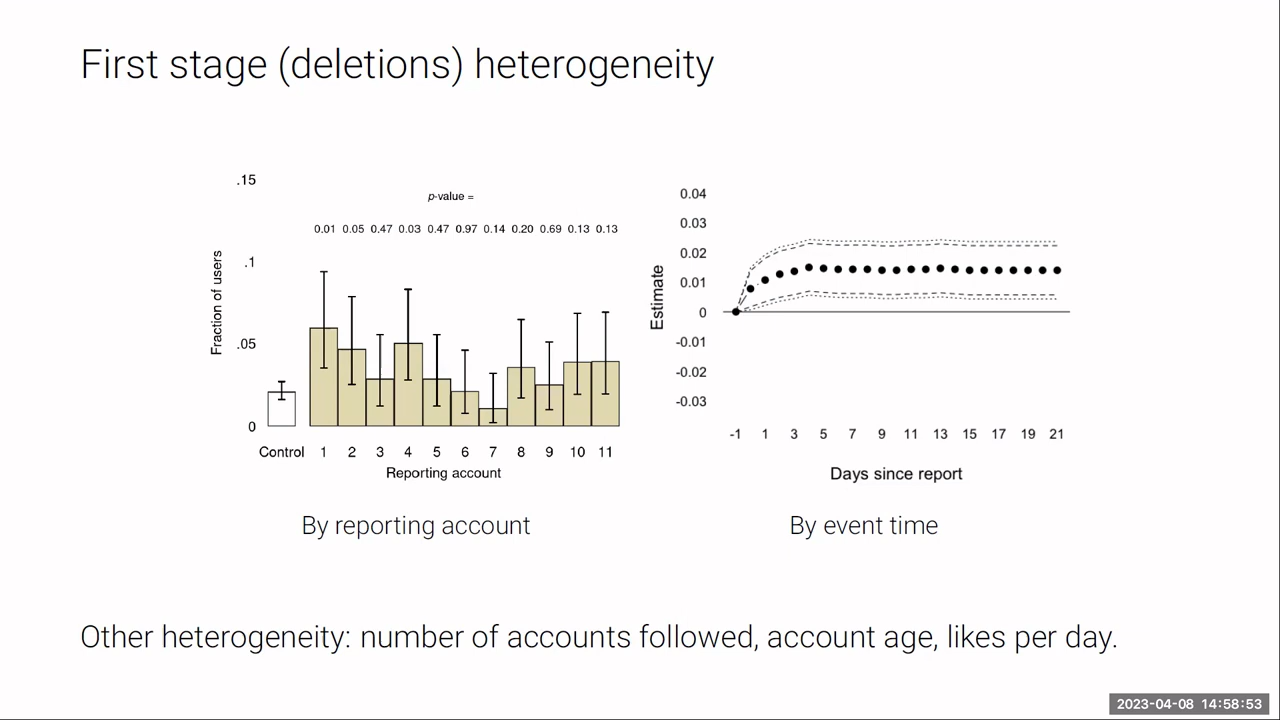 First stage (deletions) heterogeneity
.15
p-value =
0.01 0.05 0.47 0.03 0.47 0.97 0.14 0.20 0.69 0.13 0.13
.1
Fraction of users
.05
0
Control 1 2 3 4 5 6 7 8 9 10 11
Reporting account
By reporting account
0.04
0.03
0.02
0.01
0
-0.01
-0.02
-0.03
Estimate
-1 1 3 5 7 9 11 13 15 17 19 21
Days since report
By event time
Other heterogeneity: number of accounts followed, account age, likes per day.
2023-04-08 14:58:53